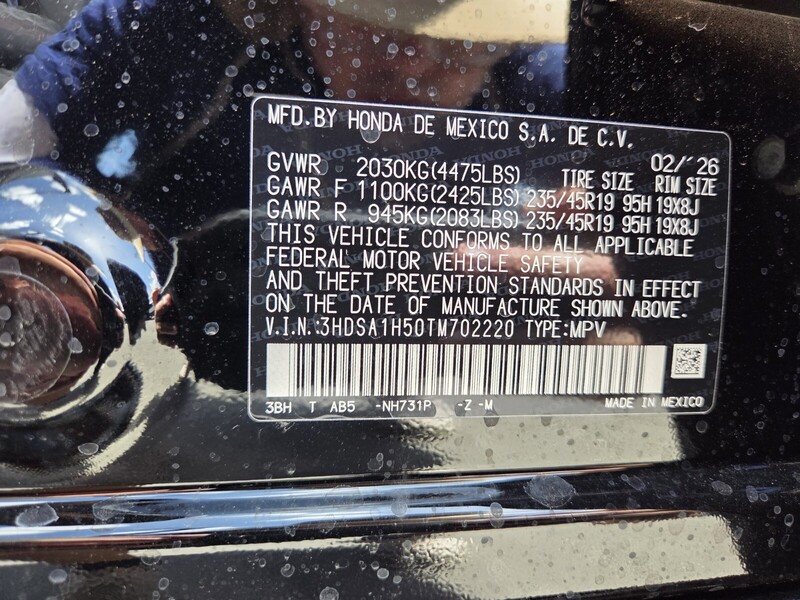 MFD.BY HONDA DE MEXICO S.A. DE C.V.
02/'26
GVWR 2030KG(4475LBS) TIRE SIZE RIM SIZE
GAWR F 1100KG(2425LBS) 235/45R19 95H 19X8J
GAWR R 945KG(2083LBS) 235/45R19 95H 19X8J
THIS VEHICLE CONFORMS TO ALL APPLICABLE
FEDERAL MOTOR VEHICLE SAFETY
AND THEFT PREVENTION STANDARDS IN EFFECT
ON THE DATE OF MANUFACTURE SHOWN ABOVE.
V.I.N.:3HDSA1H50TM702220 TYPE:MPV
3BH T AB5 -NH731P -Z -M MADE IN MEXICO